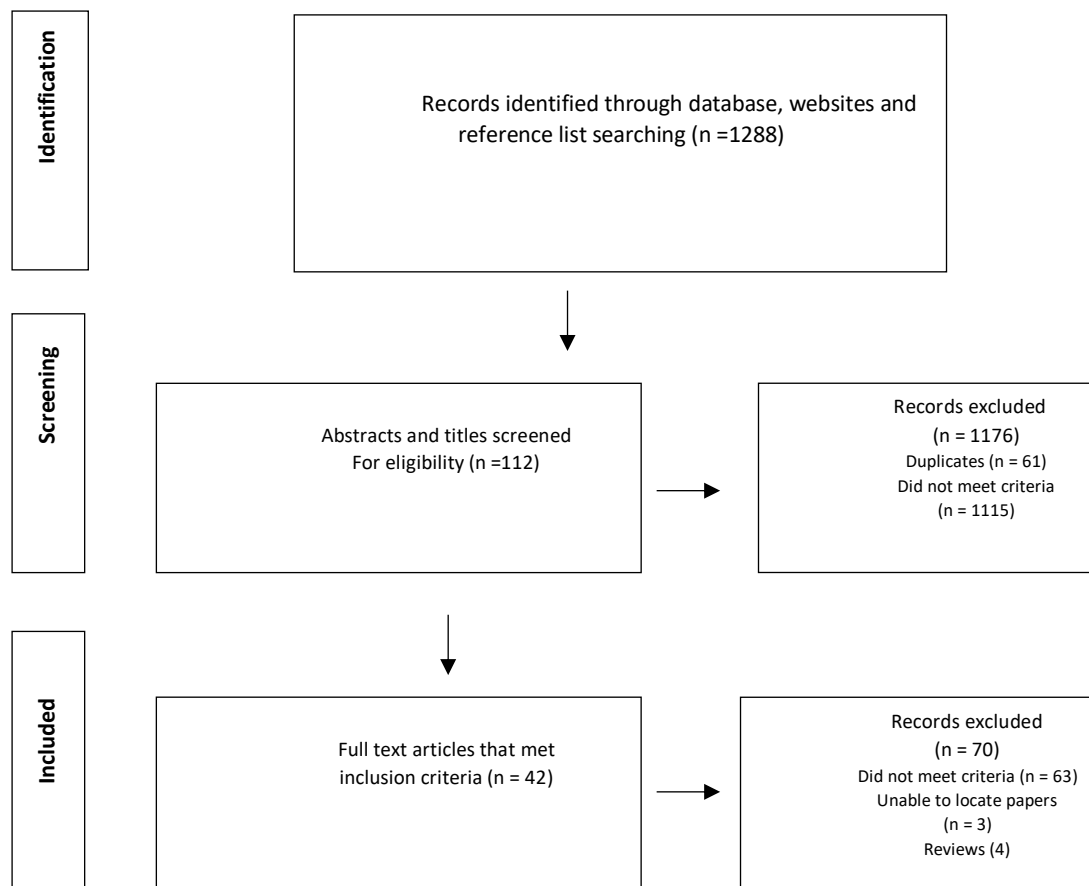 Identification
Records identified through database, websites and
reference list searching (n =1288)
Screening
Abstracts and titles screened
For eligibility (n =112)
Records excluded
(n = 1176)
Duplicates (n = 61)
Did not meet criteria
(n = 1115)
Included
Full text articles that met
inclusion criteria (n = 42)
Records excluded
(n = 70)
Did not meet criteria (n = 63)
Unable to locate papers
(n = 3)
Reviews (4)